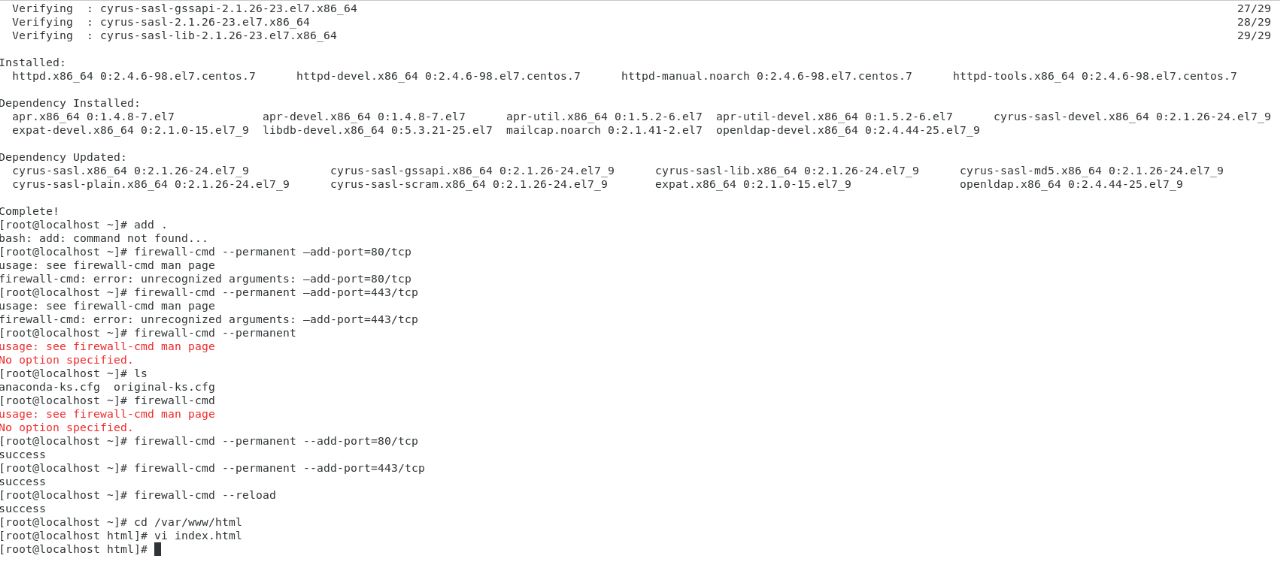 Verifying  : cyrus-sasl-gssapi-2.1.26-23.el7.x86_64 27/29
Verifying  : cyrus-sasl-2.1.26-23.el7.x86_64 28/29
Verifying  : cyrus-sasl-lib-2.1.26-23.el7.x86_64 29/29
Installed:
httpd.x86_64 0:2.4.6-98.el7.centos.7 httpd-devel.x86_64 0:2.4.6-98.el7.centos.7 httpd-manual.noarch 0:2.4.6-98.el7.centos.7 httpd-tools.x86_64 0:2.4.6-98.el7.centos.7
Dependency Installed:
apr.x86_64 0:1.4.8-7.el7 apr-devel.x86_64 0:1.4.8-7.el7 apr-util.x86_64 0:1.5.2-6.el7 apr-util-devel.x86_64 0:1.5.2-6.el7 cyrus-sasl-devel.x86_64 0:2.1.26-24.el7_9
expat-devel.x86_64 0:2.1.0-15.el7_9 libdb-devel.x86_64 0:5.3.21-25.el7 mailcap.noarch 0:2.1.41-2.el7 openldap-devel.x86_64 0:2.4.44-25.el7_9
Dependency Updated:
cyrus-sasl.x86_64 0:2.1.26-24.el7_9 cyrus-sasl-gssapi.x86_64 0:2.1.26-24.el7_9 cyrus-sasl-lib.x86_64 0:2.1.26-24.el7_9 cyrus-sasl-md5.x86_64 0:2.1.26-24.el7_9
cyrus-sasl-plain.x86_64 0:2.1.26-24.el7_9 cyrus-sasl-scram.x86_64 0:2.1.26-24.el7_9 expat.x86_64 0:2.1.0-15.el7_9 openldap.x86_64 0:2.4.44-25.el7_9
Complete!
[root@localhost ~]# add .
bash: add: command not found...
[root@localhost ~]# firewall-cmd --permanent —add-port=80/tcp
usage: see firewall-cmd man page
firewall-cmd: error: unrecognized arguments: —add-port=80/tcp
[root@localhost ~]# firewall-cmd --permanent —add-port=443/tcp
usage: see firewall-cmd man page
firewall-cmd: error: unrecognized arguments: —add-port=443/tcp
[root@localhost ~]# firewall-cmd --permanent
usage: see firewall-cmd man page
No option specified.
[root@localhost ~]# ls
anaconda-ks.cfg  original-ks.cfg
[root@localhost ~]# firewall-cmd
usage: see firewall-cmd man page
No option specified.
[root@localhost ~]# firewall-cmd --permanent --add-port=80/tcp
success
[root@localhost ~]# firewall-cmd --permanent --add-port=443/tcp
success
[root@localhost ~]# firewall-cmd --reload
success
[root@localhost ~]# cd /var/www/html
[root@localhost html]# vi index.html
[root@localhost html]#